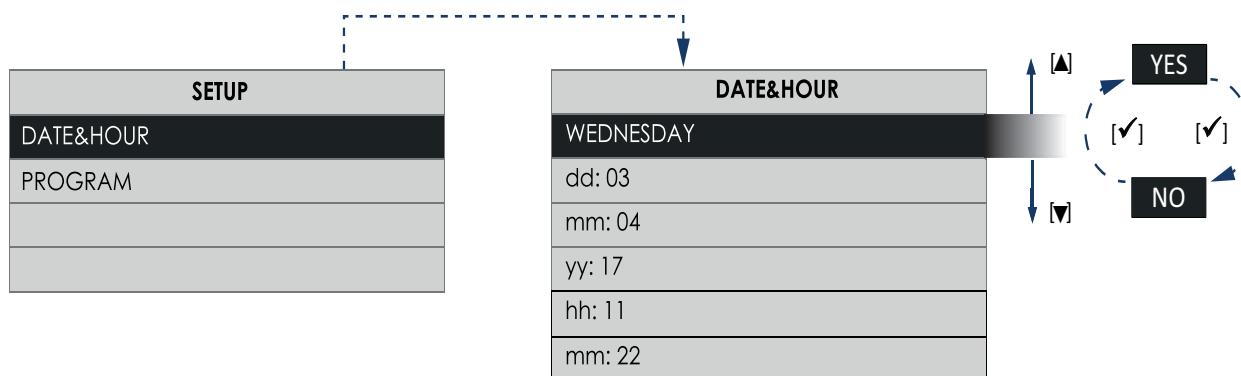 SETUP
DATE&HOUR
PROGRAM
DATE&HOUR
WEDNESDAY
dd: 03
mm: 04
yy: 17
hh: 11
mm: 22
[▲]
[▼]
YES
[✔] [✔]
NO